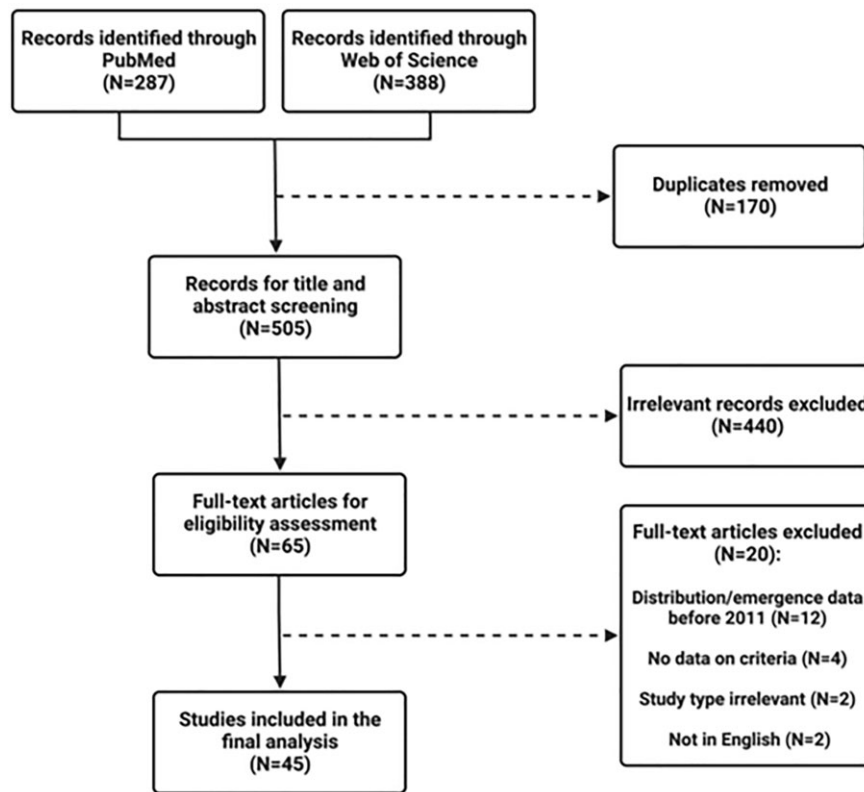 Records identified through
PubMed
(N=287)
Records identified through
Web of Science
(N=388)
Duplicates removed
(N=170)
Records for title and
abstract screening
(N=505)
Irrelevant records excluded
(N=440)
Full-text articles for
eligibility assessment
(N=65)
Full-text articles excluded
(N=20):
Distribution/emergence data
before 2011 (N=12)
No data on criteria (N=4)
Study type irrelevant (N=2)
Not in English (N=2)
Studies included in the
final analysis
(N=45)